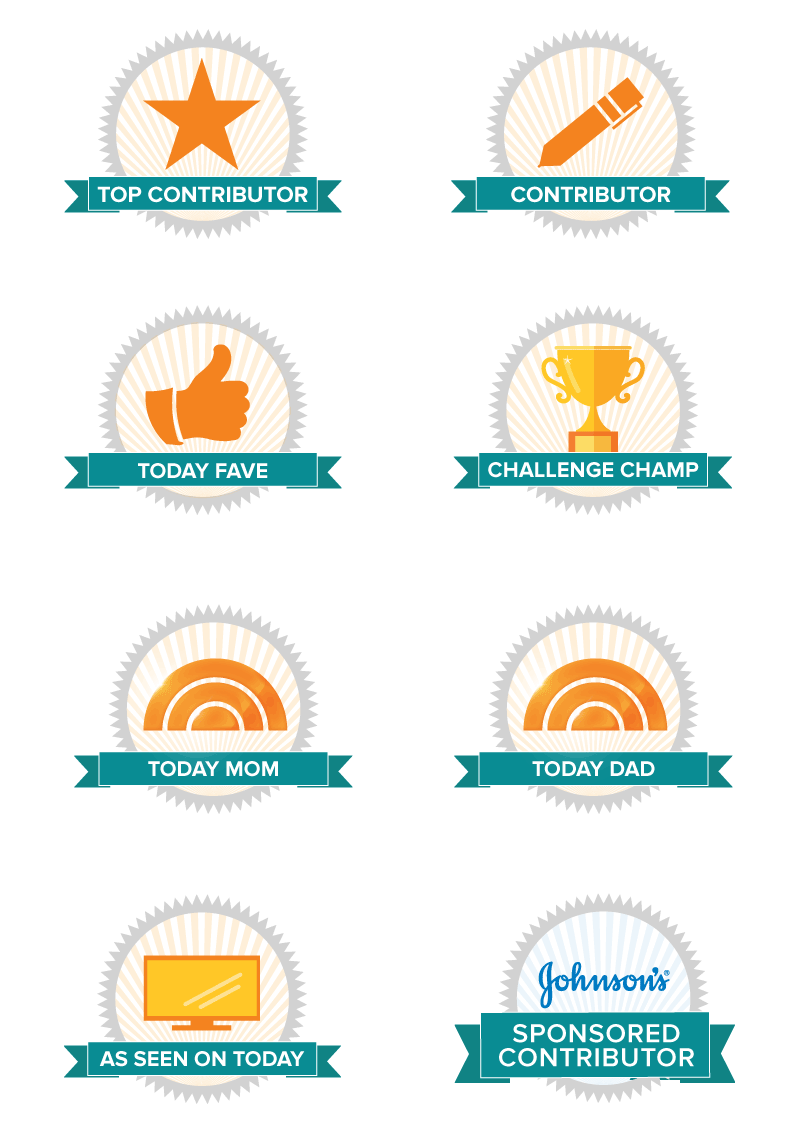 TOP CONTRIBUTOR
CONTRIBUTOR
TODAY FAVE
CHALLENGE CHAMP
TODAY MOM
TODAY DAD
AS SEEN ON TODAY
Johnson's®
SPONSORED
CONTRIBUTOR